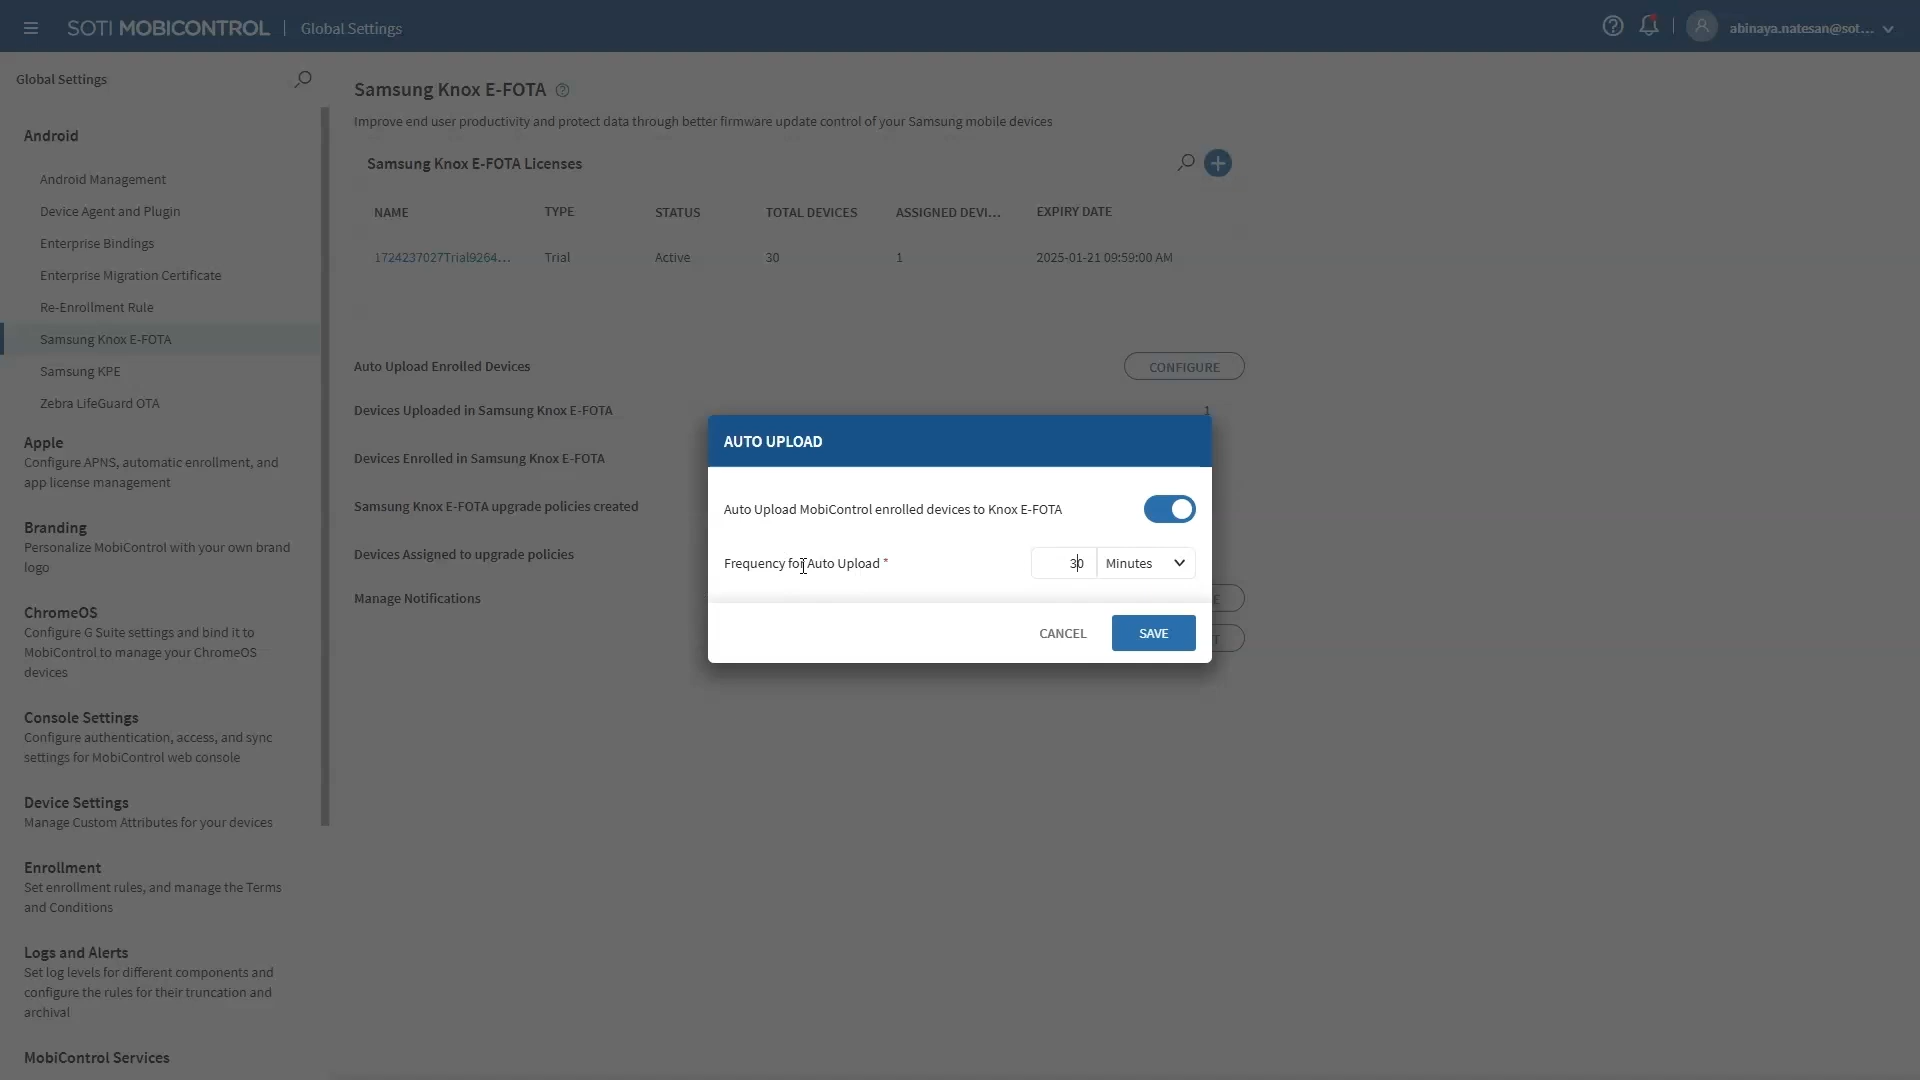 SOTI MOBICONTROL
Global Settings
abinaya.natesan@sot...
Global Settings
Android
Android Management
Device Agent and Plugin
Enterprise Bindings
Enterprise Migration Certificate
Re-Enrollment Rule
Samsung Knox E-FOTA
Samsung KPE
Zebra LifeGuard OTA
Apple
Configure APNS, automatic enrollment, and
app license management
Branding
Personalize MobiControl with your own brand
logo
ChromeOS
Configure G Suite settings and bind it to
MobiControl to manage your ChromeOS
devices
Console Settings
Configure authentication, access, and sync
settings for MobiControl web console
Device Settings
Manage Custom Attributes for your devices
Enrollment
Set enrollment rules, and manage the Terms
and Conditions
Logs and Alerts
Set log levels for different components and
configure the rules for their truncation and
archival
MobiControl Services
Samsung Knox E-FOTA
Improve end user productivity and protect data through better firmware update control of your Samsung mobile devices
Samsung Knox E-FOTA Licenses
NAME TYPE STATUS TOTAL DEVICES ASSIGNED DEVI... EXPIRY DATE
1724237027Trial9264... Trial Active 30 1 2025-01-21 09:59:00 AM
Auto Upload Enrolled Devices CONFIGURE
Devices Uploaded in Samsung Knox E-FOTA 1
Devices Enrolled in Samsung Knox E-FOTA
Samsung Knox E-FOTA upgrade policies created
Devices Assigned to upgrade policies
Manage Notifications
AUTO UPLOAD
Auto Upload MobiControl enrolled devices to Knox E-FOTA
Frequency for Auto Upload * 30 Minutes
CANCEL SAVE